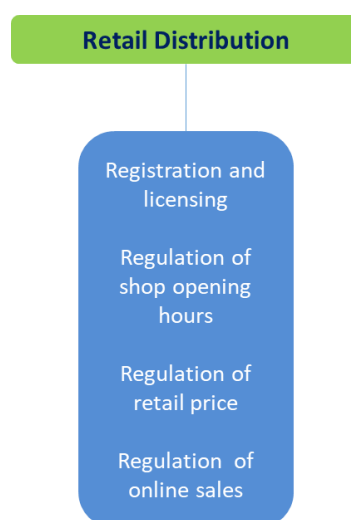 Retail Distribution
Registration and
licensing
Regulation of
shop opening
hours
Regulation of
retail price
Regulation of
online sales